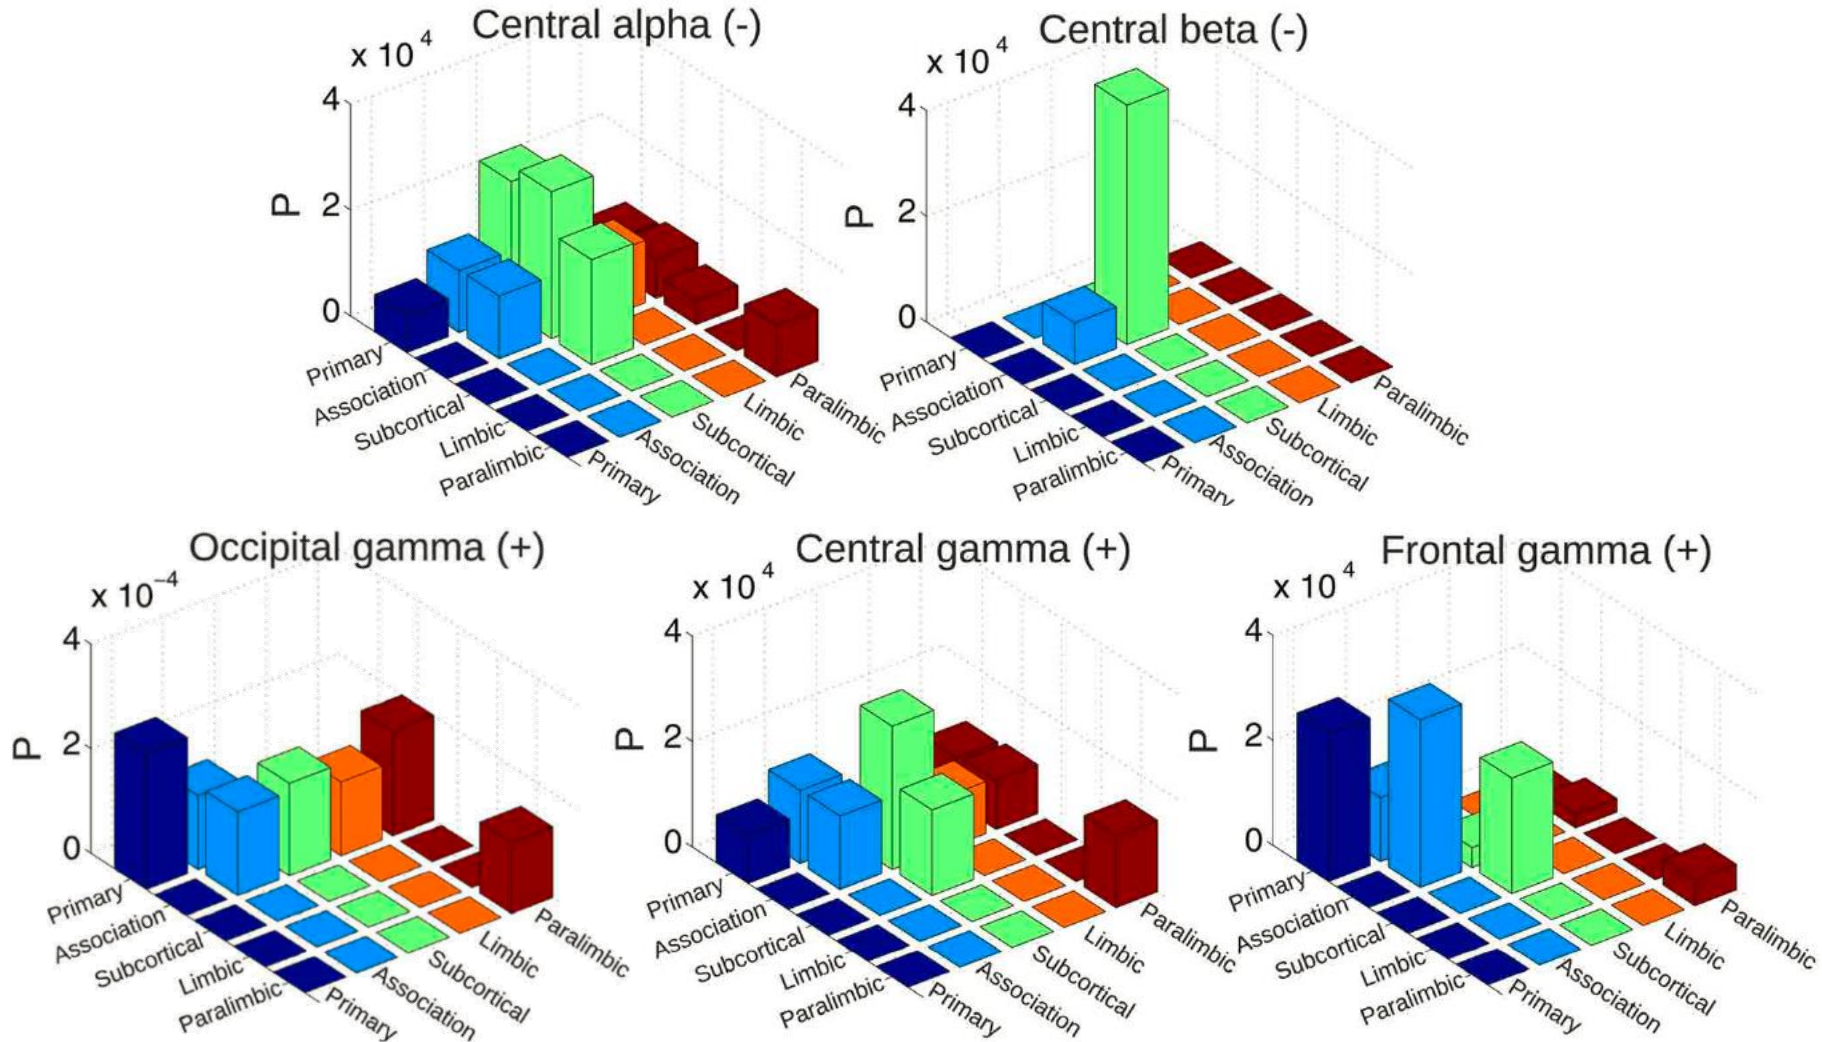 Central alpha (-)
x 10 4
4
2
0
P
Primary
Association
Subcortical
Limbic
Paralimbic
Primary
Association
Subcortical
Limbic
Paralimbic
Central beta (-)
x 10 4
4
2
0
P
Primary
Association
Subcortical
Limbic
Paralimbic
Primary
Association
Subcortical
Limbic
Paralimbic
Occipital gamma (+)
x 10 −4
4
2
0
P
Primary
Association
Subcortical
Limbic
Paralimbic
Primary
Association
Subcortical
Limbic
Paralimbic
Central gamma (+)
x 10 4
4
2
0
P
Primary
Association
Subcortical
Limbic
Paralimbic
Primary
Association
Subcortical
Limbic
Paralimbic
Frontal gamma (+)
x 10 4
4
2
0
P
Primary
Association
Subcortical
Limbic
Paralimbic
Primary
Association
Subcortical
Limbic
Paralimbic